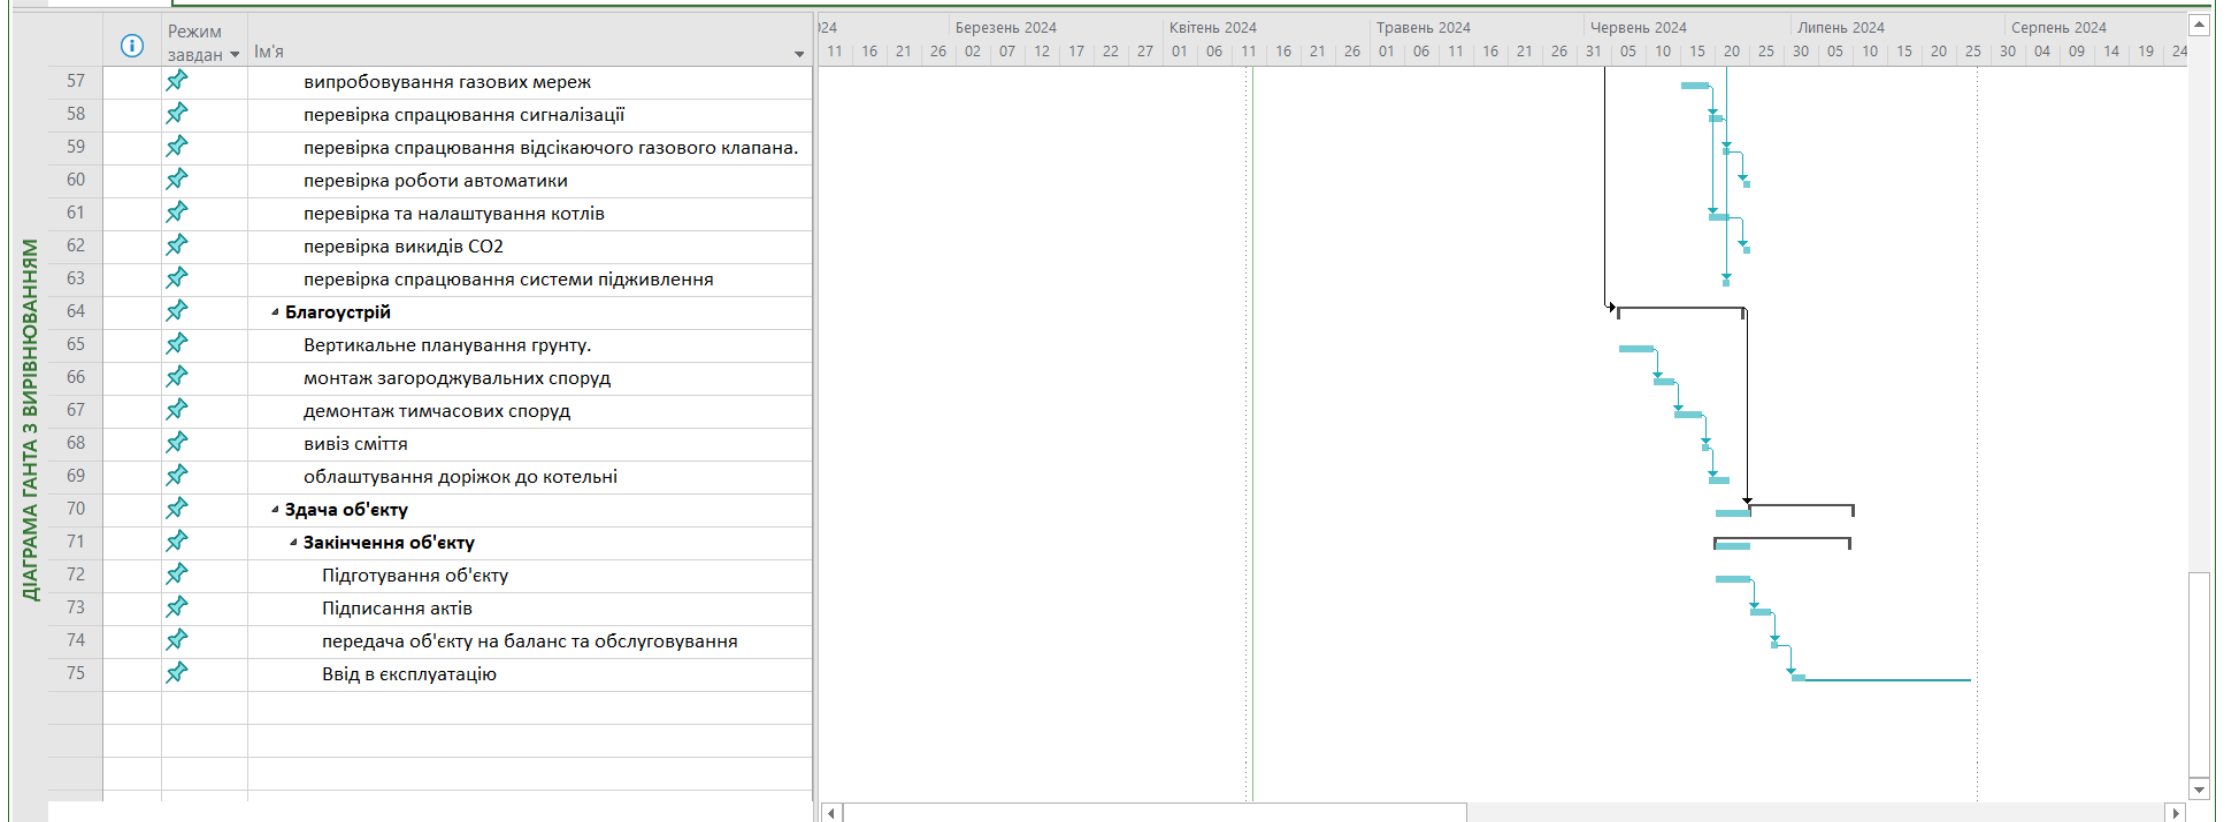 Режим
завдан
Ім'я
)24
Березень 2024
Квітень 2024
Травень 2024
Червень 2024
Липень 2024
Серпень 2024
11 16 21 26 02 07 12 17 22 27 01 06 11 16 21 26 01 06 11 16 21 26 31 05 10 15 20 25 30 05 10 15 20 25 30 04 09 14 19 24
57 випробовування газових мереж
58 перевірка спрацювання сигналізації
59 перевірка спрацювання відсікаючого газового клапана.
60 перевірка роботи автоматики
61 перевірка та налаштування котлів
62 перевірка викидів СО2
63 перевірка спрацювання системи підживлення
64 Благоустрій
65 Вертикальне планування грунту.
66 монтаж загороджувальних споруд
67 демонтаж тимчасових споруд
68 вивіз сміття
69 облаштування доріжок до котельні
70 Здача об'єкту
71 Закінчення об'єкту
72 Підготування об'єкту
73 Підписання актів
74 передача об'єкту на баланс та обслуговування
75 Ввід в експлуатацію
ДІАГРАМА ГАНТА З ВИРІВНЮВАННЯМ